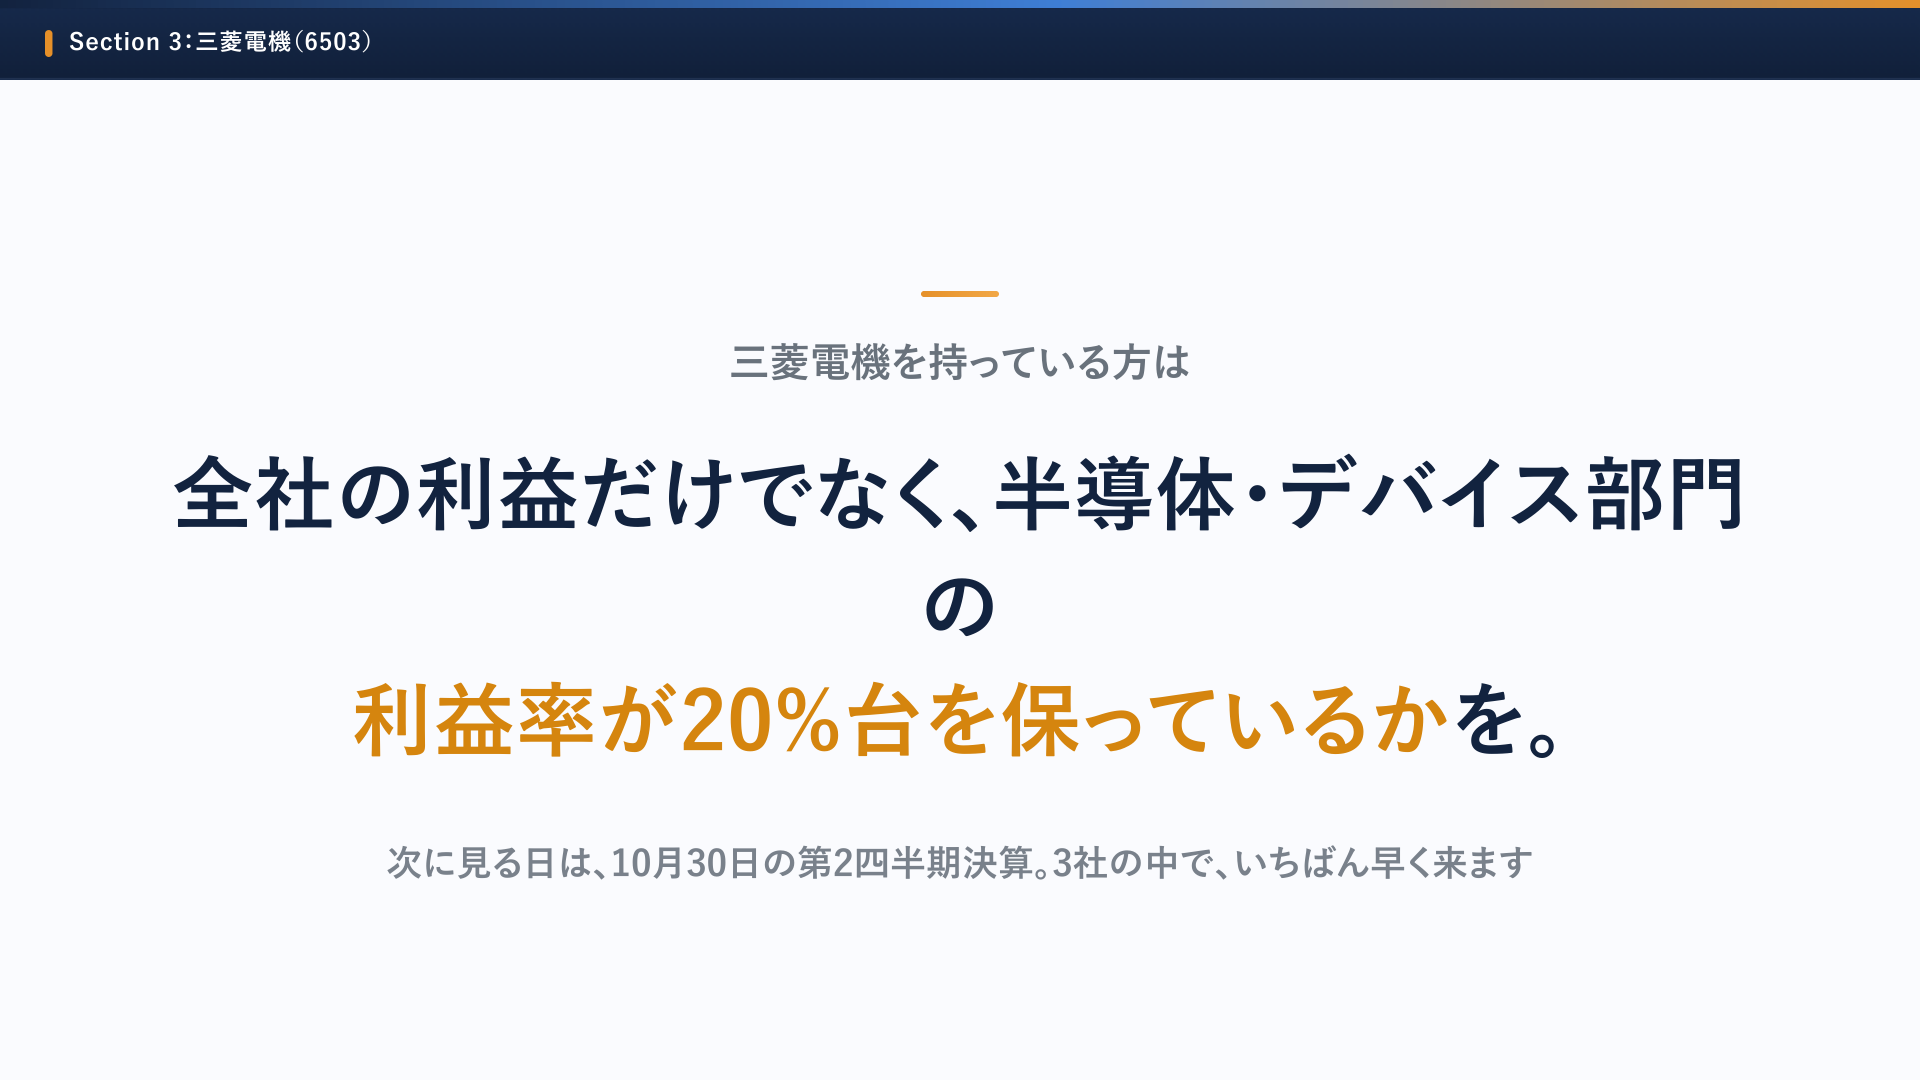 Section 3：三菱電機（6503）
三菱電機を持っている方は
全社の利益だけでなく、半導体・デバイス部門
の
利益率が20%台を保っているかを。
次に見る日は、10月30日の第2四半期決算。3社の中で、いちばん早く来ます